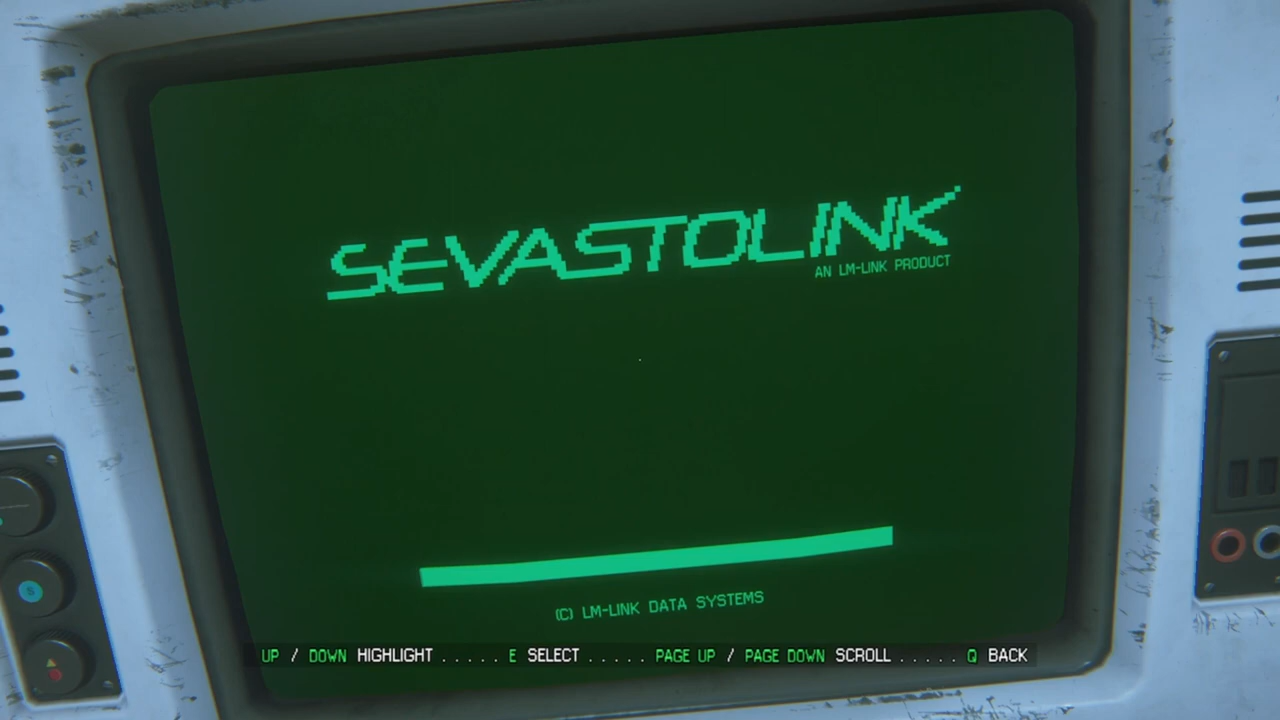 SEVASTOLINK
AN LM-LINK PRODUCT
(C) LM-LINK DATA SYSTEMS
UP / DOWN HIGHLIGHT ..... E SELECT ..... PAGE UP / PAGE DOWN SCROLL ..... Q BACK